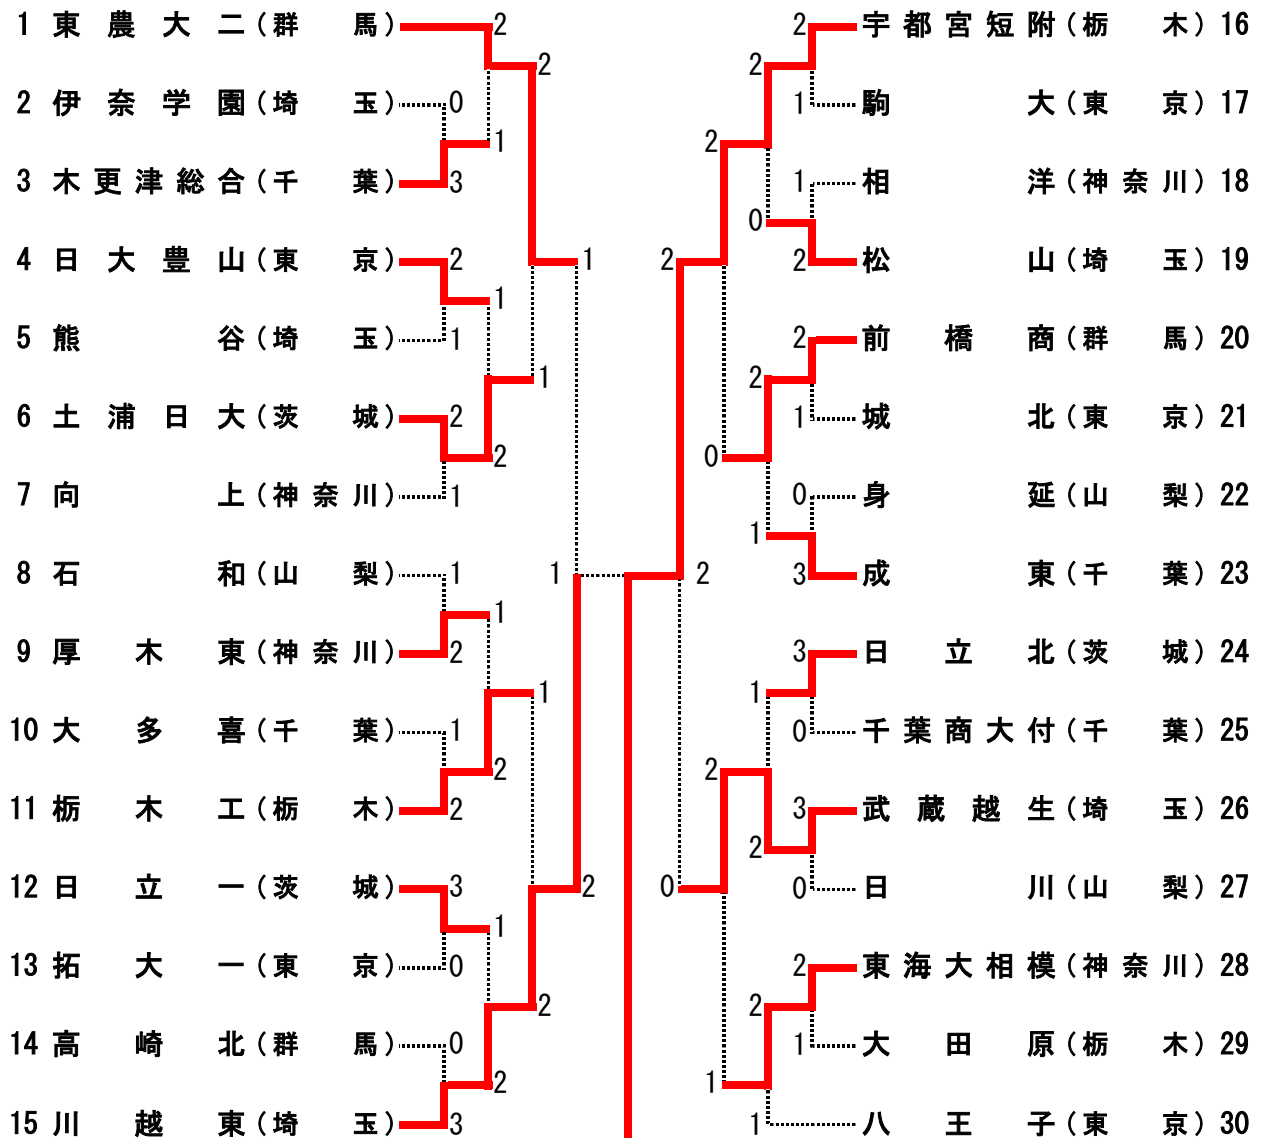 1 東農大二(群馬) 2
2
2 伊奈学園(埼玉) 0
1
3 木更津総合(千葉) 3
1
4 日大豊山(東京) 2
1
5 熊谷(埼玉) 1
1
6 土浦日大(茨城) 2
2
7 向上(神奈川) 1
1
8 石和(山梨) 1
1
9 厚木東(神奈川) 2
1
10 大多喜(千葉) 1
2
11 栃木工(栃木) 2
2
12 日立一(茨城) 3
1
13 拓大一(東京) 0
2
14 高崎北(群馬) 0
2
15 川越東(埼玉) 3
2 宇都宮短附(栃木) 16
2
1 駒大(東京) 17
2
1 相洋(神奈川) 18
0
2 松山(埼玉) 19
2
2 前橋商(群馬) 20
2
1 城北(東京) 21
0
0 身延(山梨) 22
1
3 成東(千葉) 23
2
3 日立北(茨城) 24
1
0 千葉商大付(千葉) 25
2
3 武蔵越生(埼玉) 26
2
0 日川(山梨) 27
0
2 東海大相模(神奈川) 28
2
1 大田原(栃木) 29
1
1 八王子(東京) 30